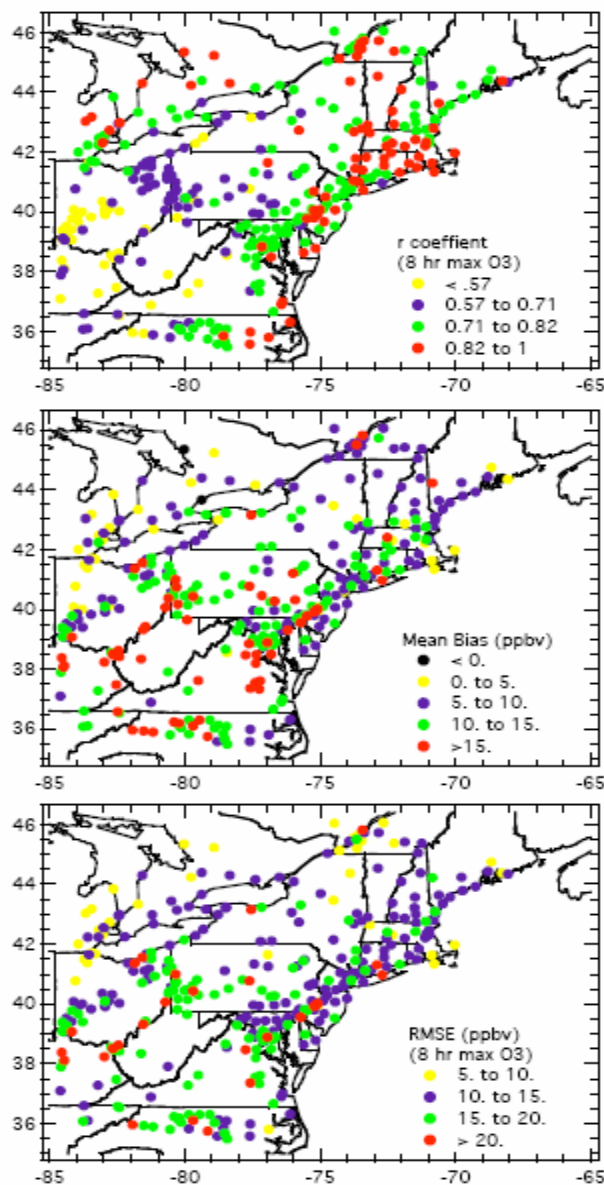 46
44
42
40
38
36
r coeffient
(8 hr max O3)
< .57
0.57 to 0.71
0.71 to 0.82
0.82 to 1
-85 -80 -75 -70 -65
46
44
42
40
38
36
Mean Bias (ppbv)
< 0.
0. to 5.
5. to 10.
10. to 15.
>15.
-85 -80 -75 -70 -65
46
44
42
40
38
36
RMSE (ppbv)
(8 hr max O3)
5. to 10.
10. to 15.
15. to 20.
> 20.
-85 -80 -75 -70 -65